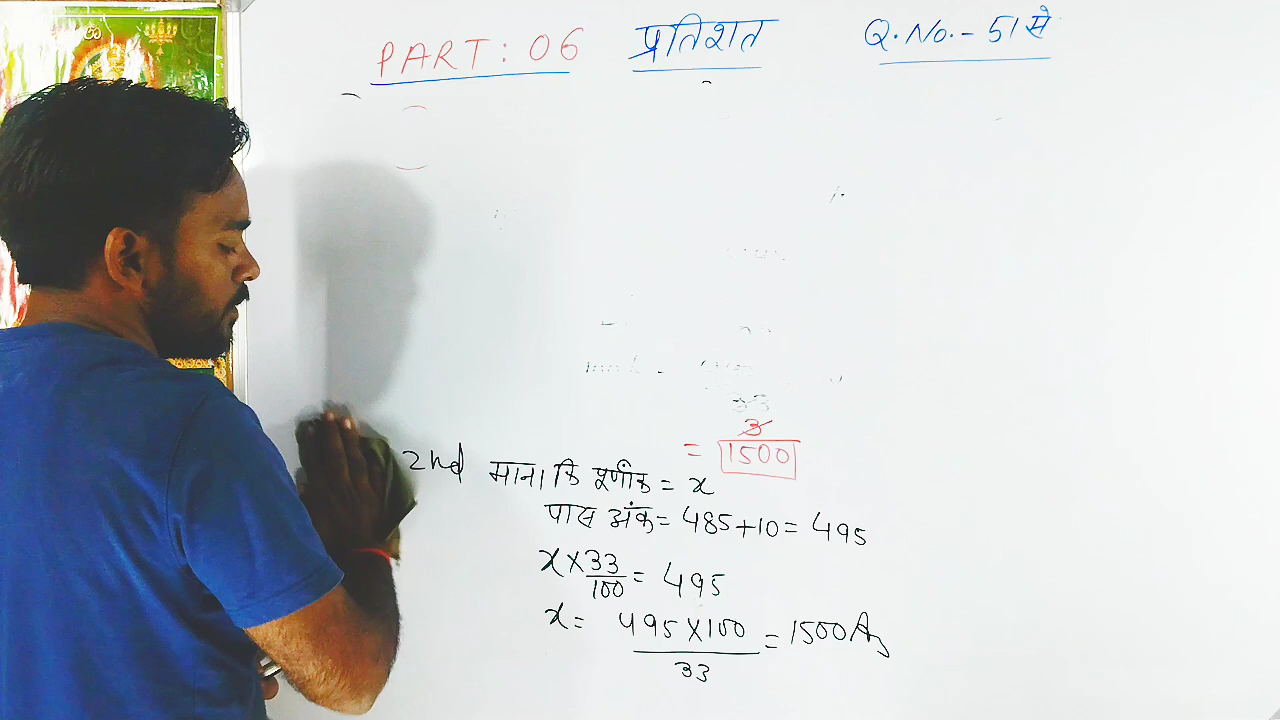 PART : 06 प्रतिशत Q. No. - 51 से
= 1500
2nd माना कि पूर्णांक = x
पास अंक = 485 + 10 = 495
x × 33/100 = 495
x = 495 × 100 / 33 = 1500 Ans